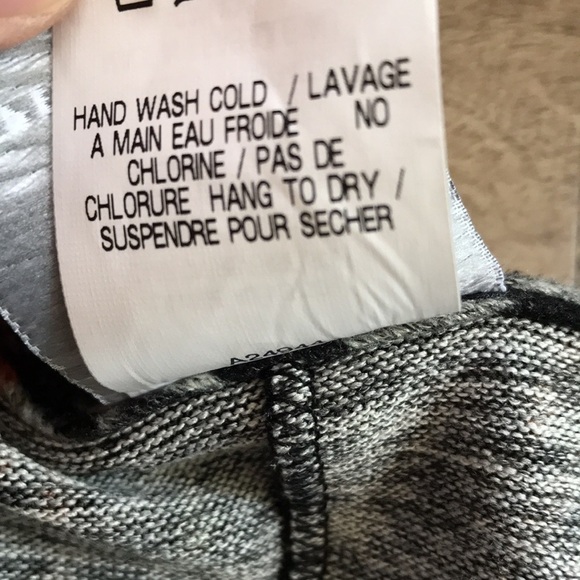 HAND WASH COLD / LAVAGE
A MAIN EAU FROIDE NO
CHLORINE / PAS DE
CHLORURE HANG TO DRY /
SUSPENDRE POUR SECHER